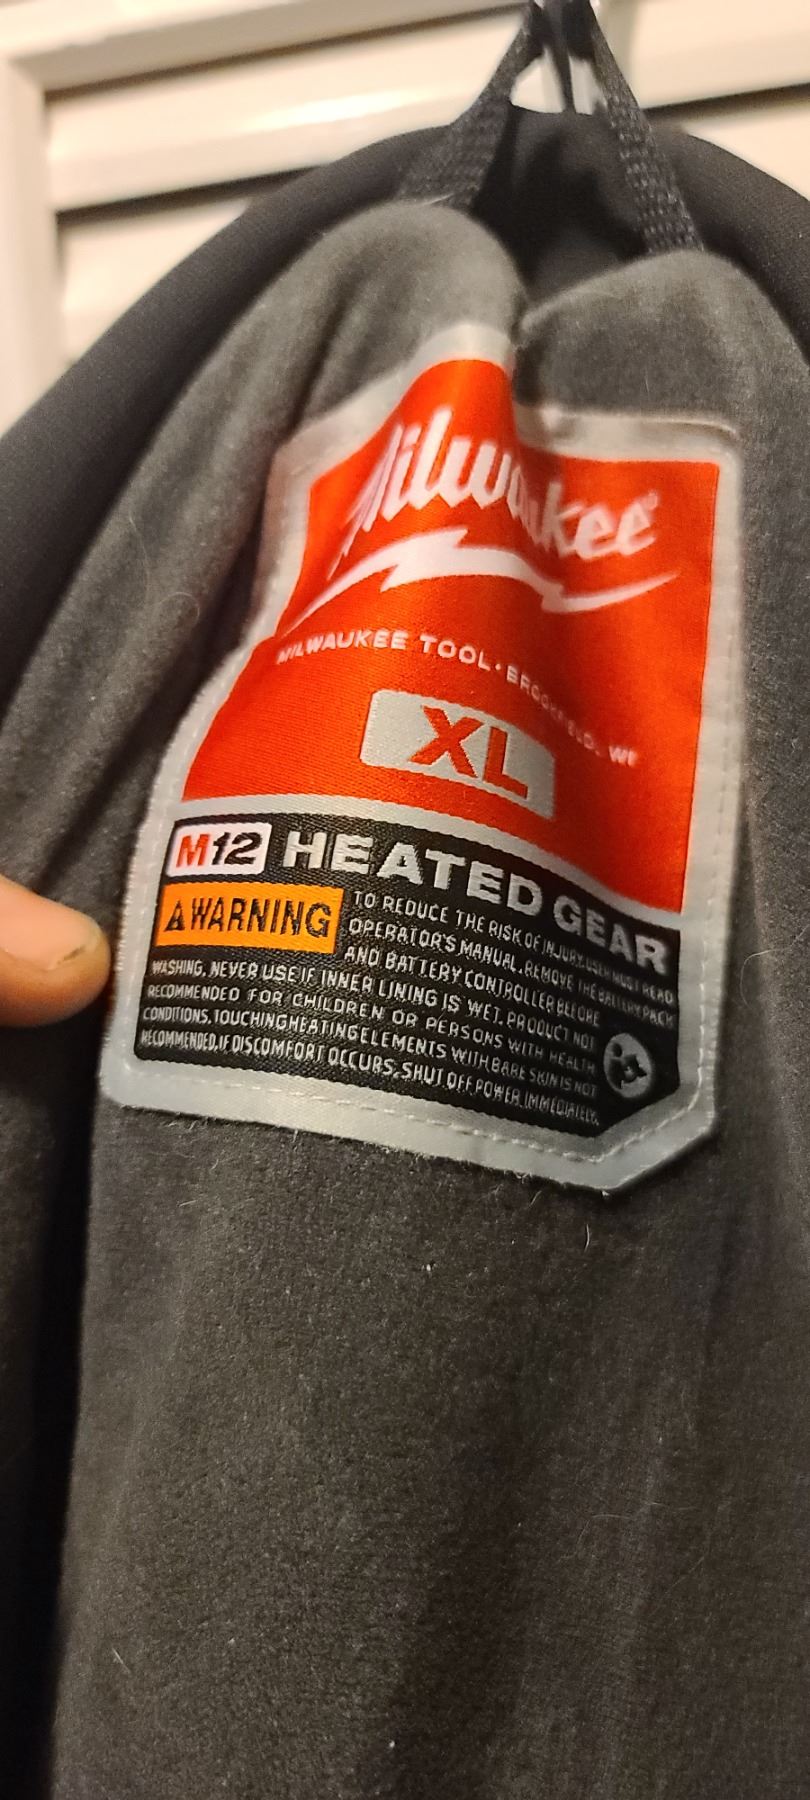 Milwaukee
MILWAUKEE TOOL • BROOKFIELD, WI
XL
M12 HEATED GEAR
WARNING
TO REDUCE THE RISK OF INJURY, USER MUST READ
OPERATOR'S MANUAL. REMOVE THE BATTERY PACK
AND BATTERY CONTROLLER BEFORE
WASHING. NEVER USE IF INNER LINING IS WET. PRODUCT NOT
RECOMMENDED FOR CHILDREN OR PERSONS WITH HEALTH
CONDITIONS. TOUCHING HEATING ELEMENTS WITH BARE SKIN IS NOT
RECOMMENDED. IF DISCOMFORT OCCURS, SHUT OFF POWER IMMEDIATELY.